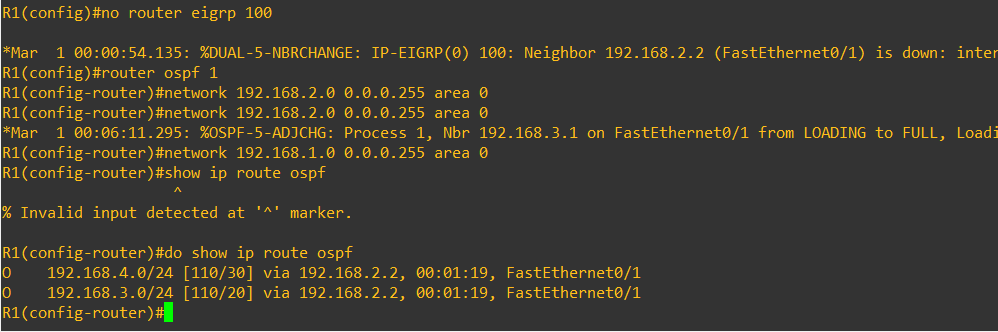 R1(config)#no router eigrp 100
*Mar  1 00:00:54.135: %DUAL-5-NBRCHANGE: IP-EIGRP(0) 100: Neighbor 192.168.2.2 (FastEthernet0/1) is down: inter
R1(config)#router ospf 1
R1(config-router)#network 192.168.2.0 0.0.0.255 area 0
R1(config-router)#network 192.168.2.0 0.0.0.255 area 0
*Mar  1 00:06:11.295: %OSPF-5-ADJCHG: Process 1, Nbr 192.168.3.1 on FastEthernet0/1 from LOADING to FULL, Loadi
R1(config-router)#network 192.168.1.0 0.0.0.255 area 0
R1(config-router)#show ip route ospf
                   ^
% Invalid input detected at '^' marker.
R1(config-router)#do show ip route ospf
O    192.168.4.0/24 [110/30] via 192.168.2.2, 00:01:19, FastEthernet0/1
O    192.168.3.0/24 [110/20] via 192.168.2.2, 00:01:19, FastEthernet0/1
R1(config-router)#